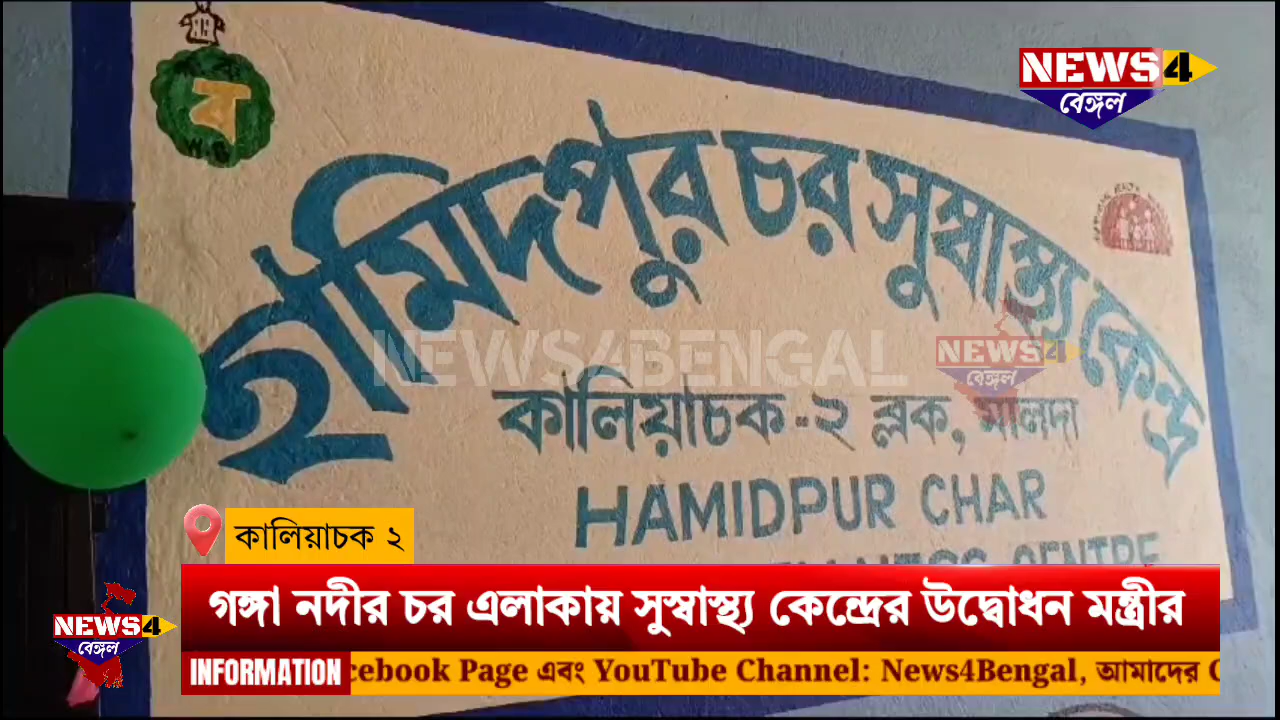 NEWS4
বেঙ্গল
ব
হামিদপুর চর সুস্বাস্থ্য কেন্দ্র
NEWS4BENGAL
NEWS4
বেঙ্গল
কালিয়াচক - ২ ব্লক, মালদা
HAMIDPUR CHAR
CENTRE
কালিয়াচক ২
গঙ্গা নদীর চর এলাকায় সুস্বাস্থ্য কেন্দ্রের উদ্বোধন মন্ত্রীর
NEWS4
বেঙ্গল
INFORMATION
cebook Page এবং YouTube Channel: News4Bengal, আমাদের